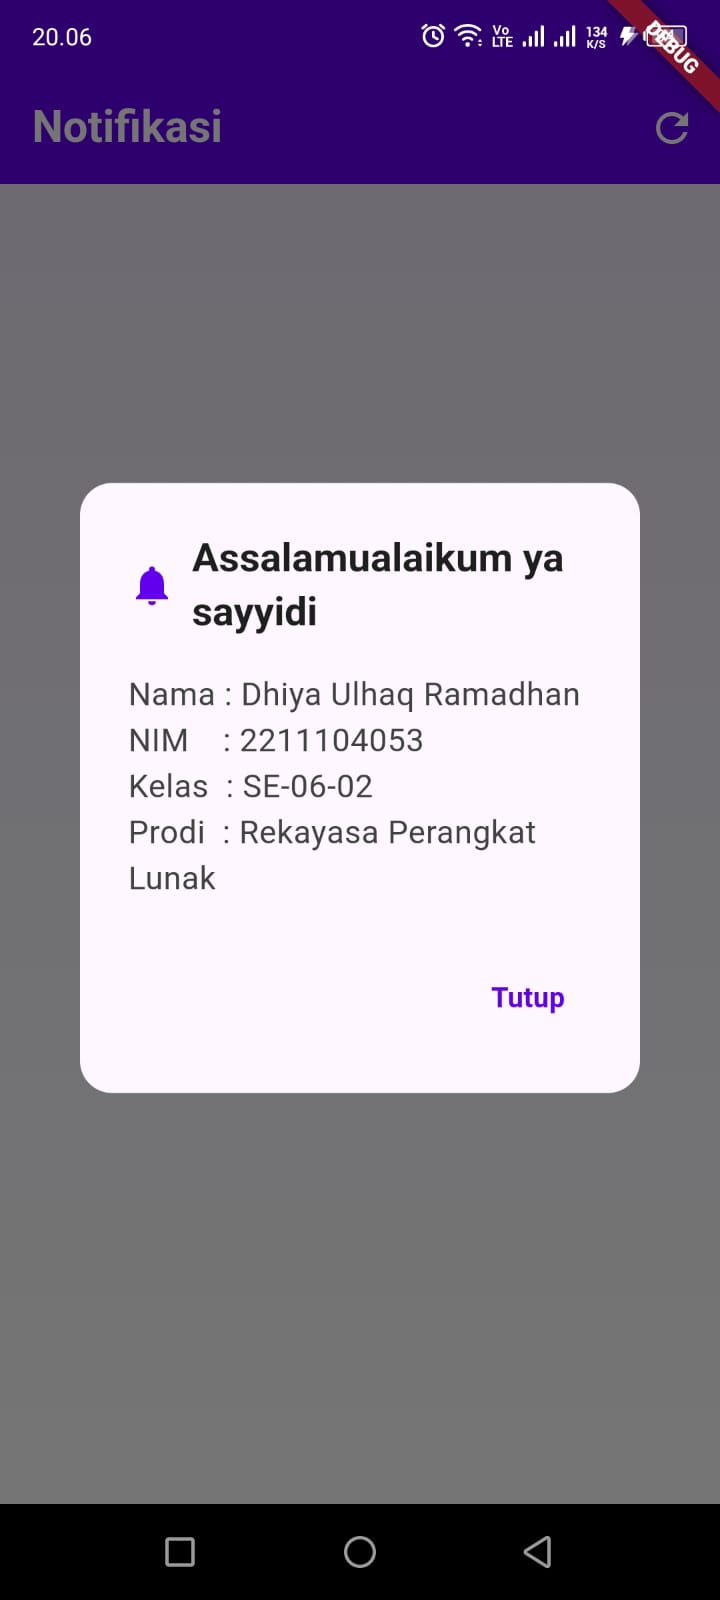 20.06
Vo
LTE
134
K/S
DEBUG
Notifikasi
Assalamualaikum ya
sayyidi
Nama : Dhiya Ulhaq Ramadhan
NIM : 2211104053
Kelas : SE-06-02
Prodi : Rekayasa Perangkat
Lunak
Tutup